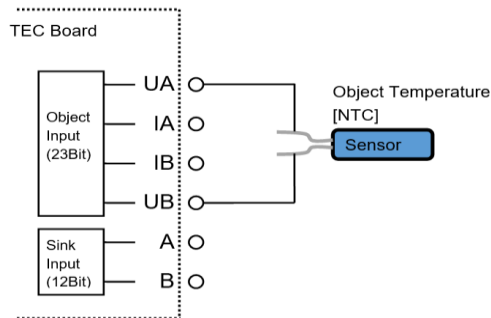 TEC Board
Object
Input
(23Bit)
UA
IA
IB
UB
Sink
Input
(12Bit)
A
B
Object Temperature
[NTC]
Sensor